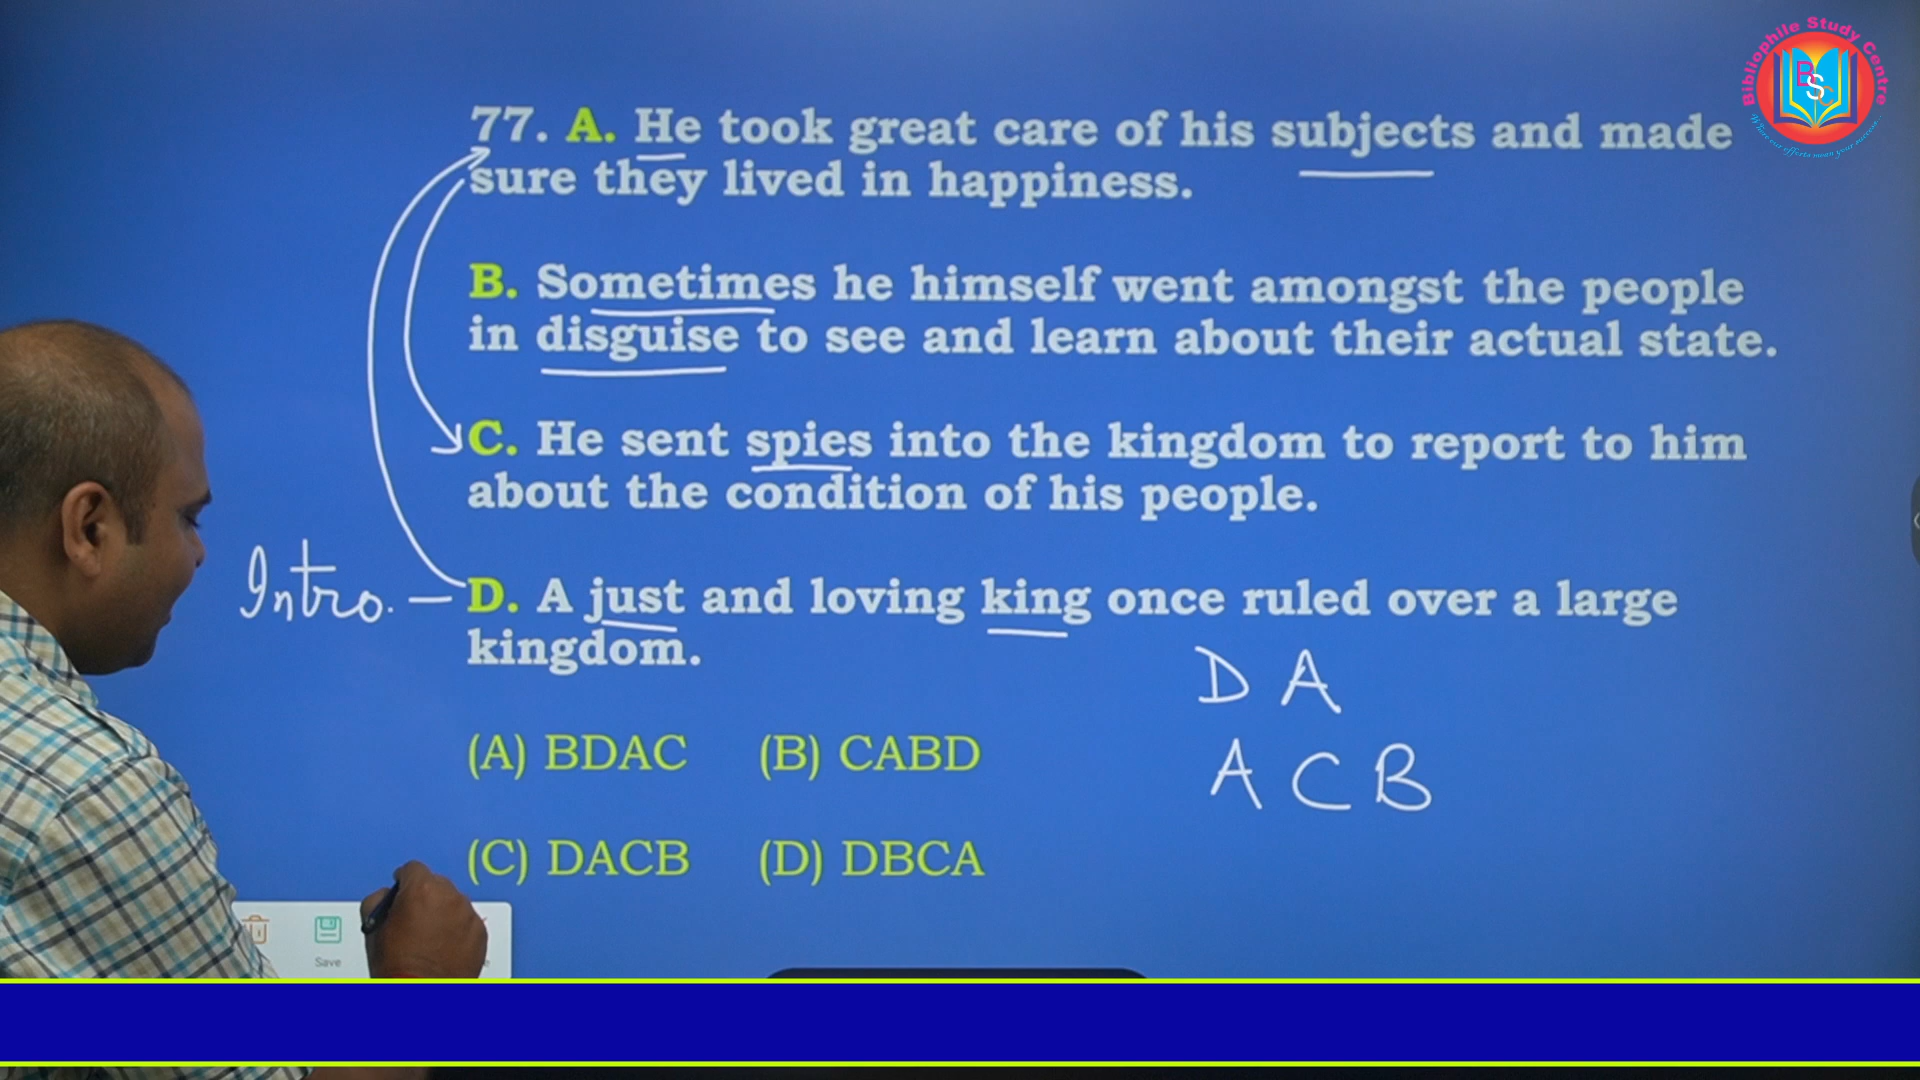 Bibliophile Study Centre
BSC
77. A. He took great care of his subjects and made
sure they lived in happiness.
B. Sometimes he himself went amongst the people
in disguise to see and learn about their actual state.
C. He sent spies into the kingdom to report to him
about the condition of his people.
Intro. — D. A just and loving king once ruled over a large
kingdom.
D A
A C B
(A) BDAC (B) CABD
(C) DACB (D) DBCA
Save